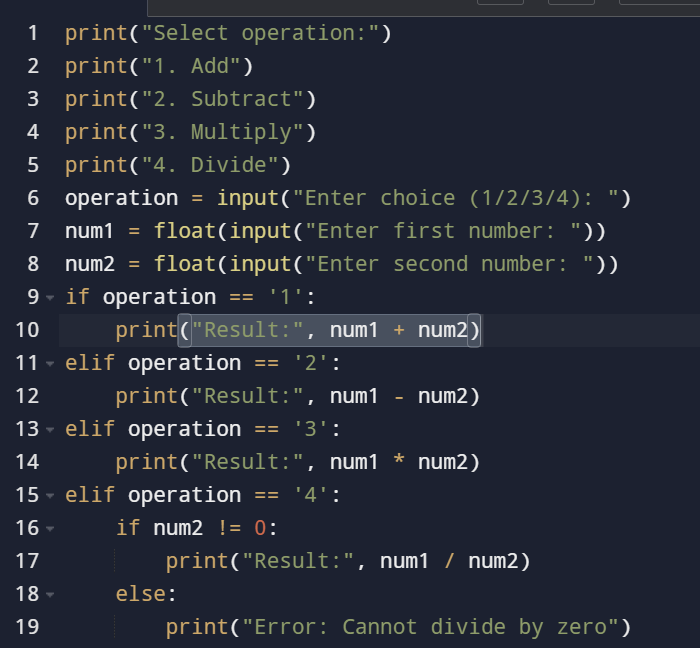 1 print("Select operation:")
2 print("1. Add")
3 print("2. Subtract")
4 print("3. Multiply")
5 print("4. Divide")
6 operation = input("Enter choice (1/2/3/4): ")
7 num1 = float(input("Enter first number: "))
8 num2 = float(input("Enter second number: "))
9 if operation == '1':
10     print("Result:", num1 + num2)
11 elif operation == '2':
12     print("Result:", num1 - num2)
13 elif operation == '3':
14     print("Result:", num1 * num2)
15 elif operation == '4':
16     if num2 != 0:
17         print("Result:", num1 / num2)
18     else:
19         print("Error: Cannot divide by zero")